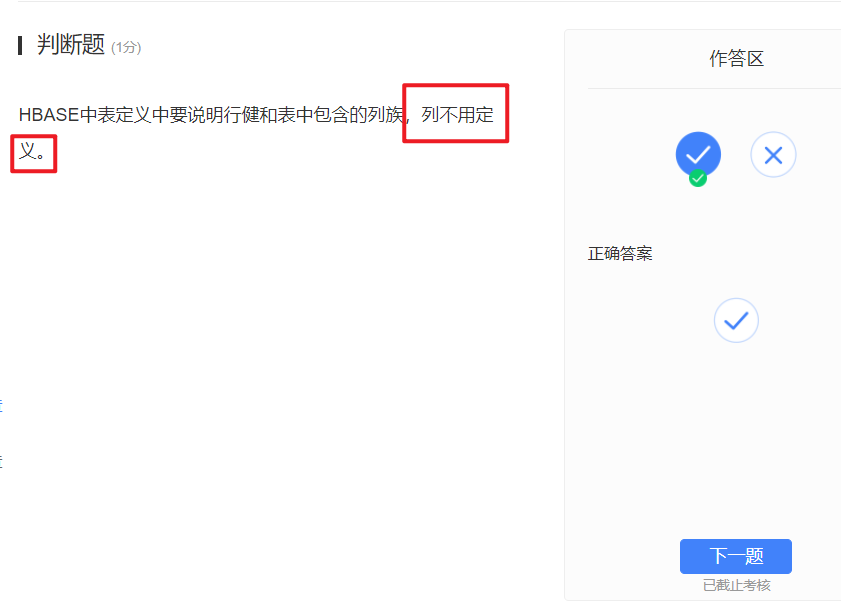 判断题 (1分)
HBASE中表定义中要说明行健和表中包含的列族，列不用定
义。
作答区
正确答案
下一题
已截止考核